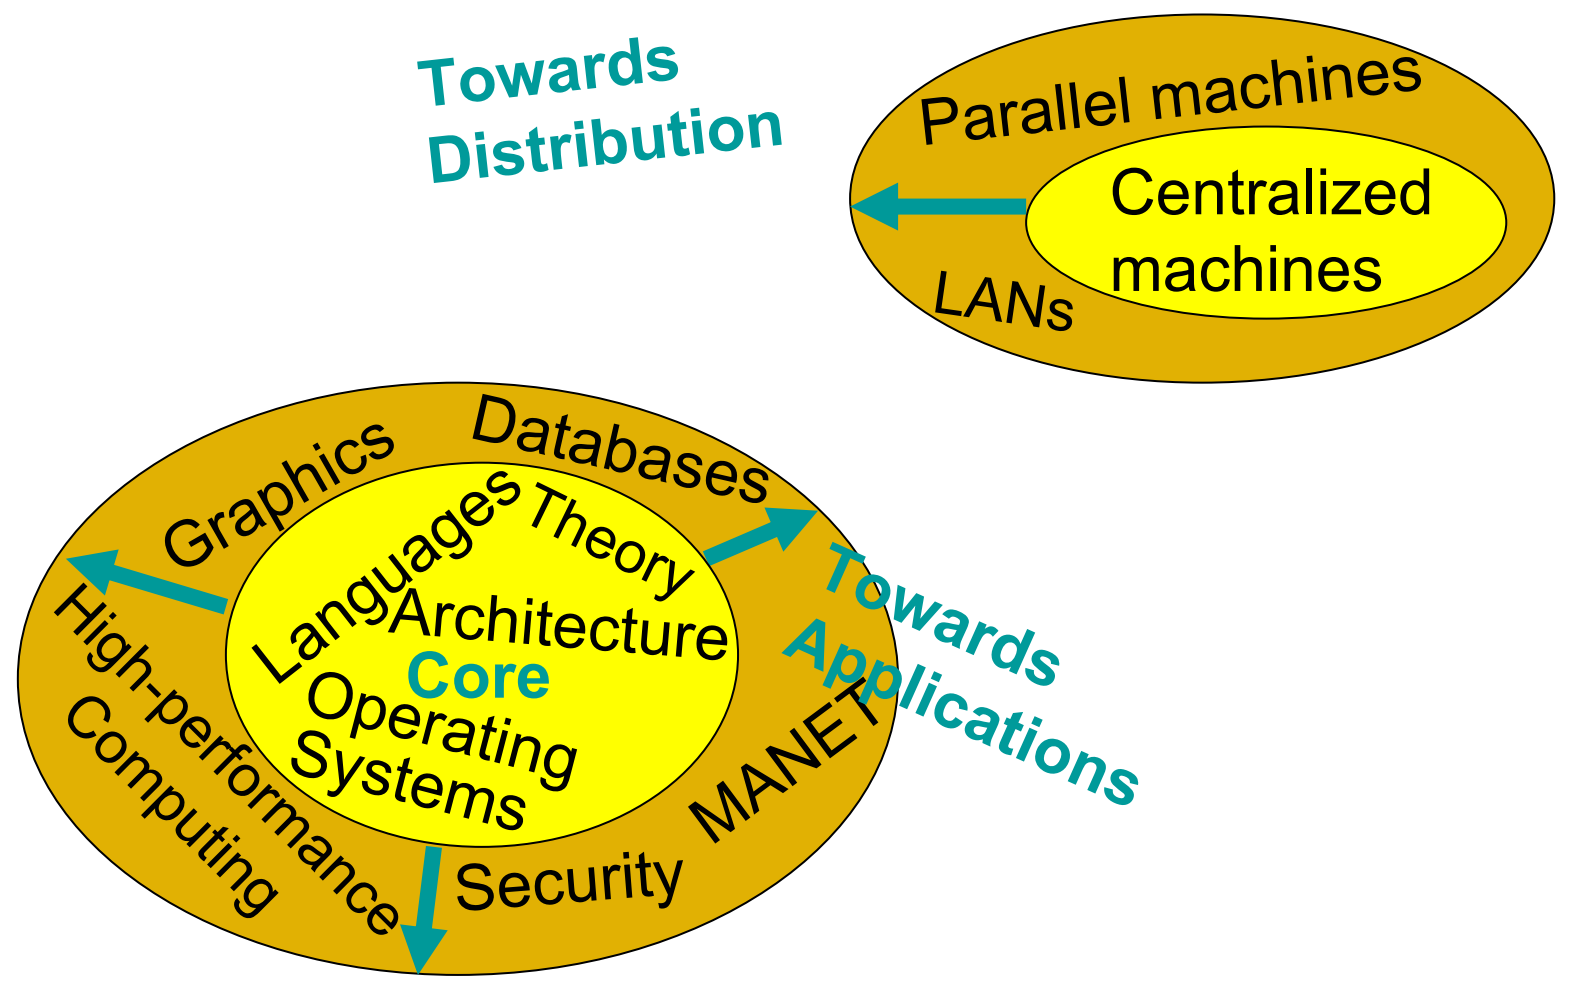 Towards
Distribution
Parallel machines
Centralized
machines
LANs
Databases
Graphics
Languages
Theory
Architecture
Core
Operating
Systems
High-performance
Computing
Security
MANET
Towards
Applications